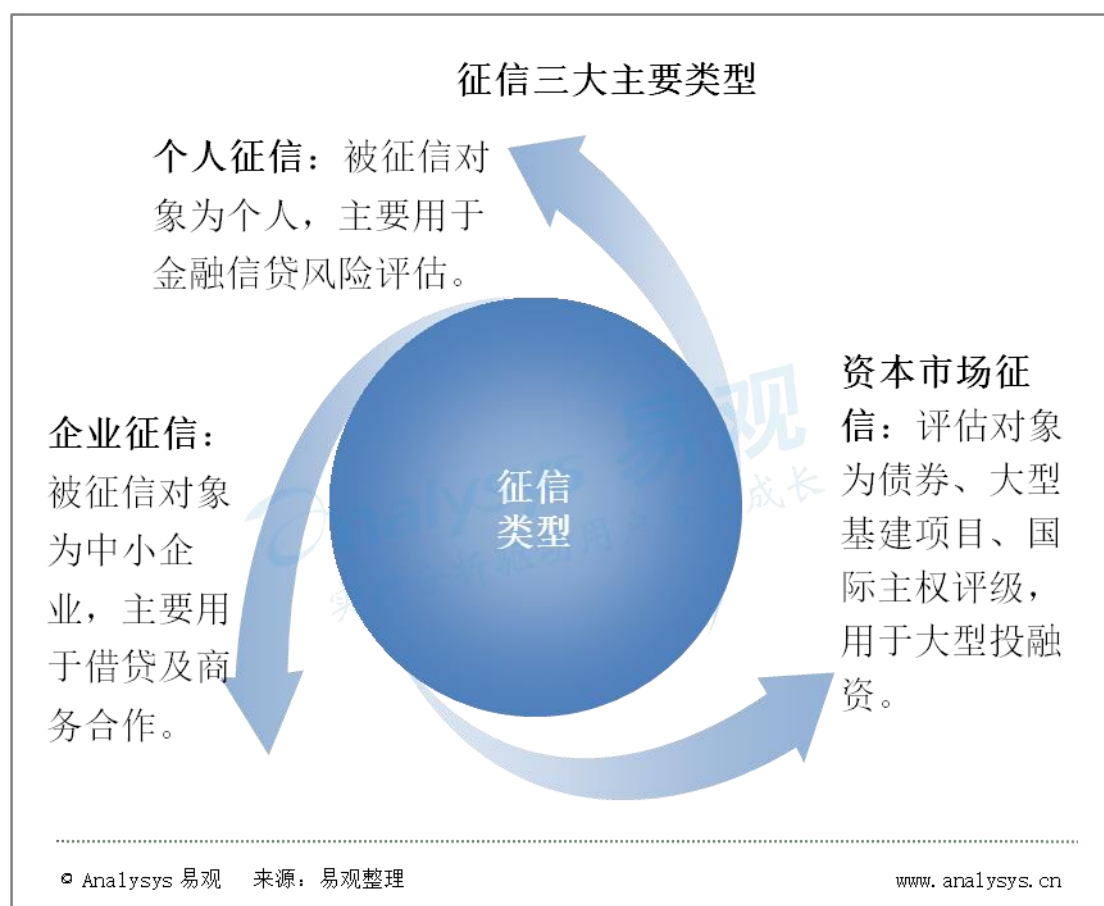 征信三大主要类型
个人征信：被征信对
象为个人，主要用于
金融信贷风险评估。
企业征信：
被征信对象
为中小企
业，主要用
于借贷及商
务合作。
征信
类型
资本市场征
信：评估对象
为债券、大型
基建项目、国
际主权评级，
用于大型投融
资。
analysys 易观
© Analysys 易观 来源：易观整理
www.analysys.cn